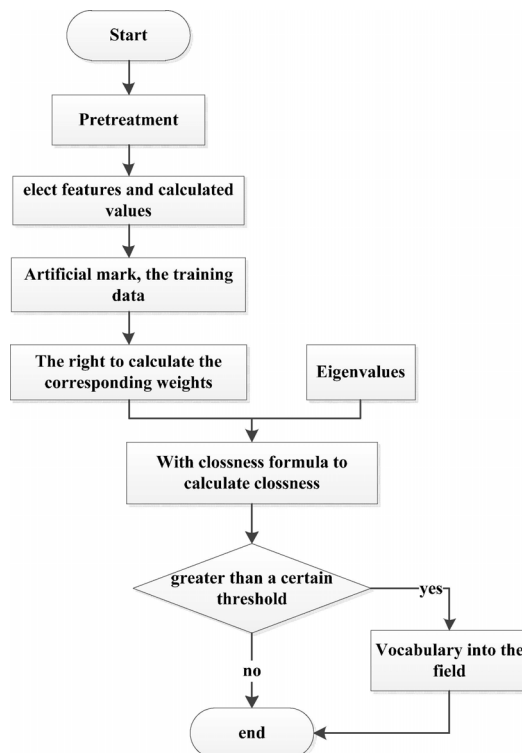 Start
Pretreatment
elect features and calculated
values
Artificial mark, the training
data
The right to calculate the
corresponding weights
Eigenvalues
With clossness formula to
calculate clossness
greater than a certain
threshold
yes
Vocabulary into the
field
no
end